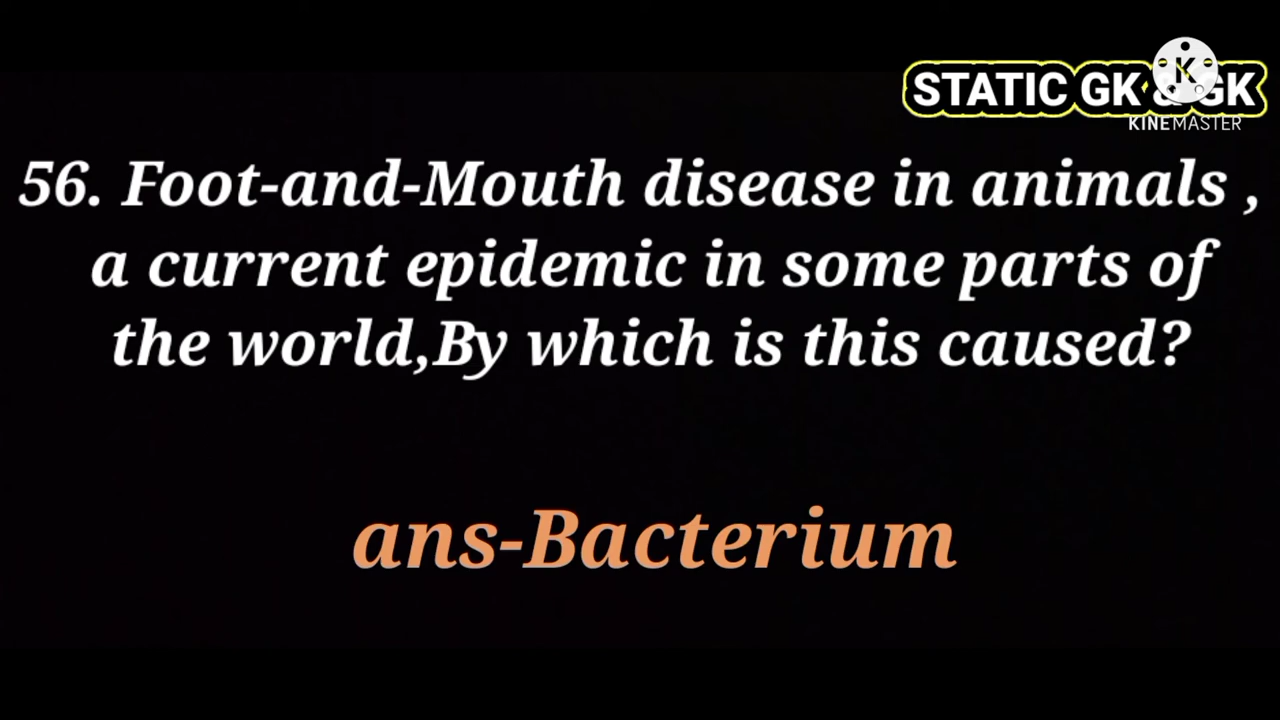 STATIC GK & GK
KINEMASTER
56. Foot-and-Mouth disease in animals ,
a current epidemic in some parts of
the world,By which is this caused?
ans-Bacterium